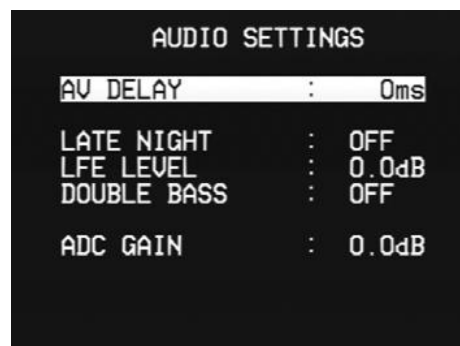 AUDIO SETTINGS
AV DELAY : 0ms
LATE NIGHT : OFF
LFE LEVEL : 0.0dB
DOUBLE BASS : OFF
ADC GAIN : 0.0dB